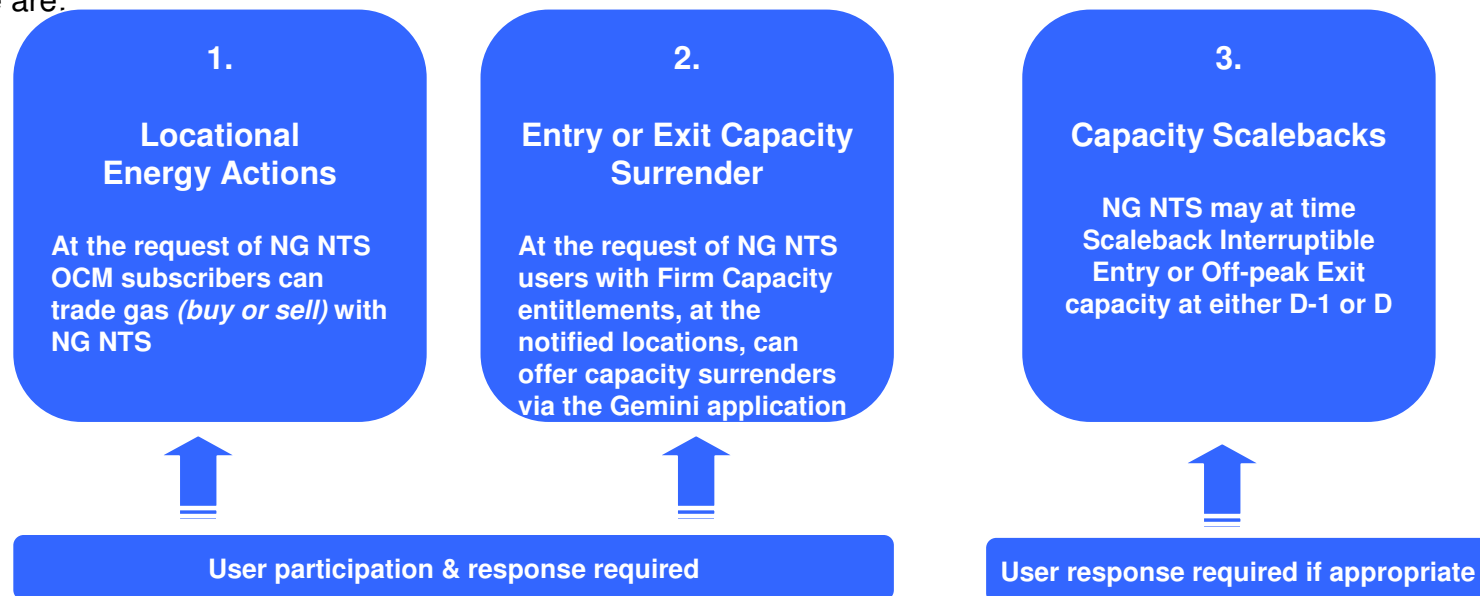 are:
1.
Locational
Energy Actions
At the request of NG NTS
OCM subscribers can
trade gas (buy or sell) with
NG NTS
2.
Entry or Exit Capacity
Surrender
At the request of NG NTS
users with Firm Capacity
entitlements, at the
notified locations, can
offer capacity surrenders
via the Gemini application
3.
Capacity Scalebacks
NG NTS may at time
Scaleback Interruptible
Entry or Off-peak Exit
capacity at either D-1 or D
User participation & response required
User response required if appropriate